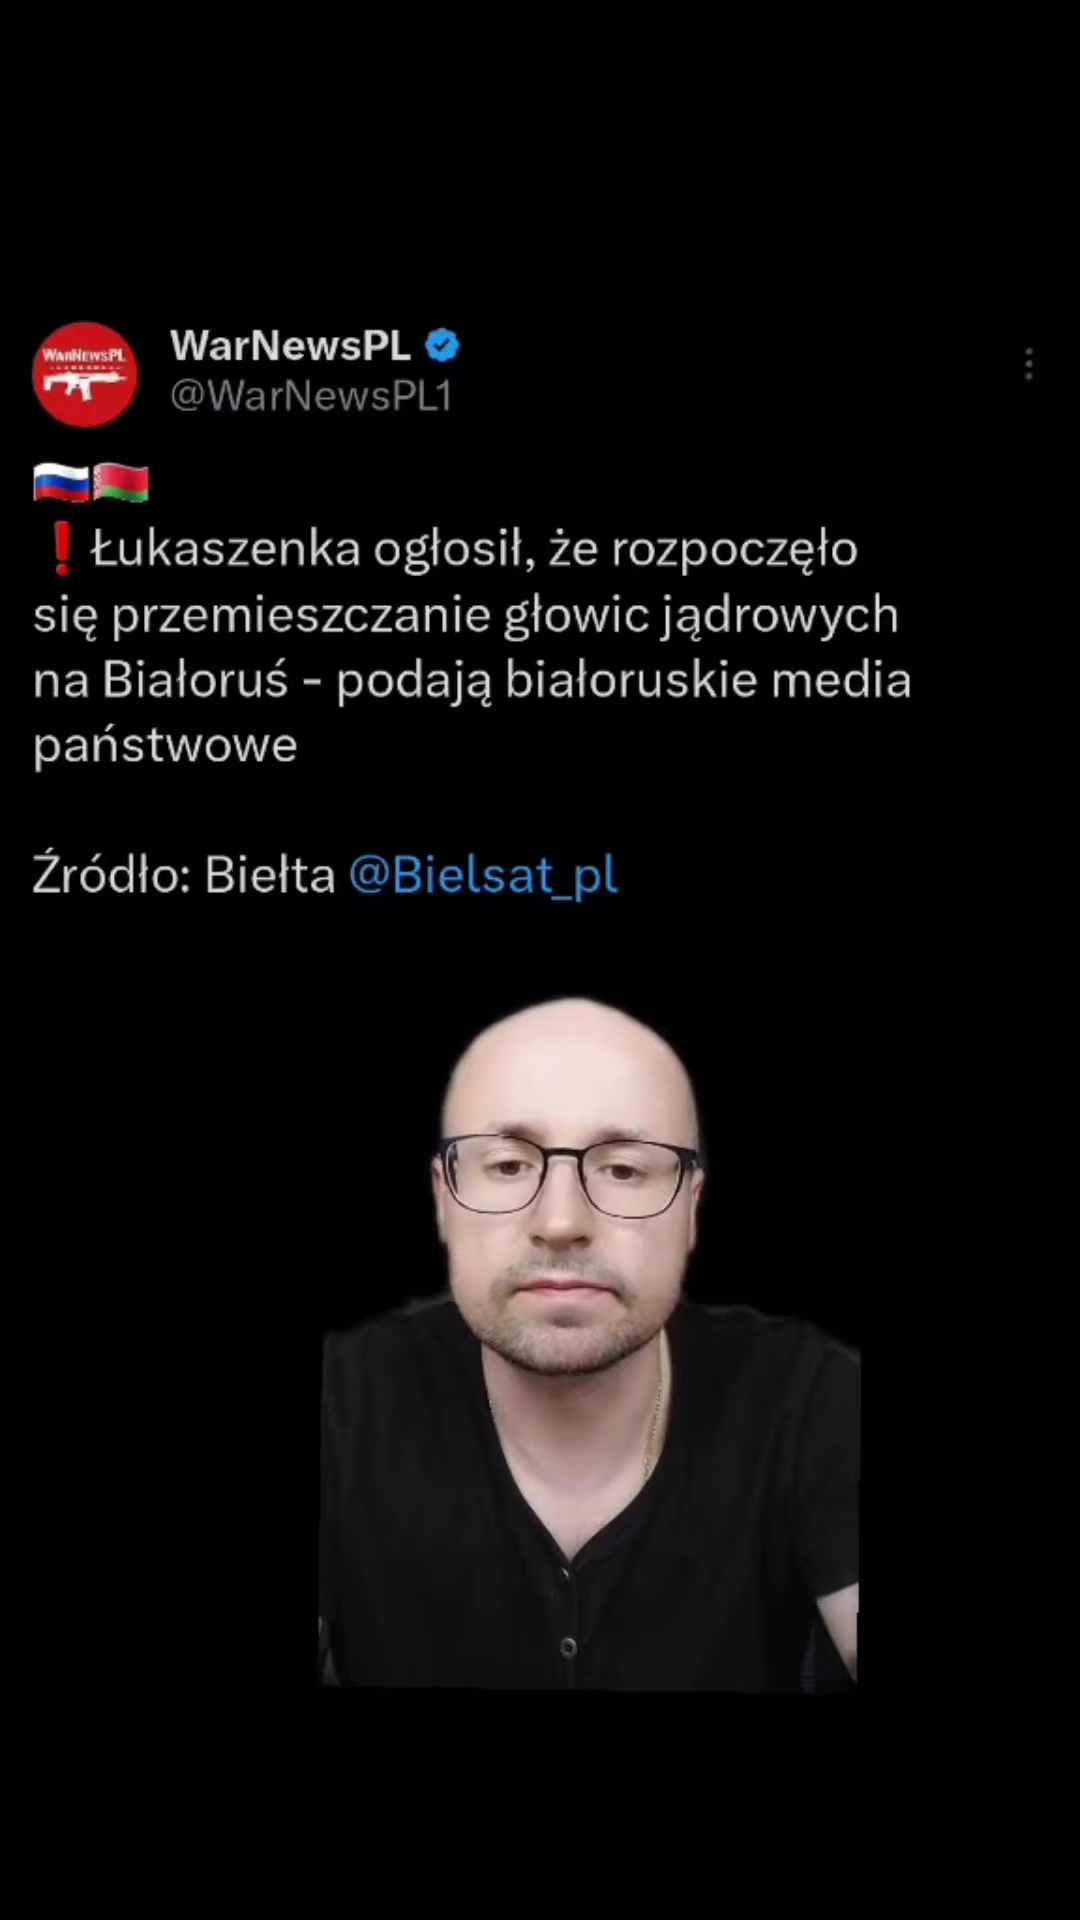 WarNewsPL
WarNewsPL
@WarNewsPL1
🇷🇺🇧🇾
❗Łukaszenka ogłosił, że rozpoczęło
się przemieszczanie głowic jądrowych
na Białoruś - podają białoruskie media
państwowe
Źródło: Biełta @Bielsat_pl